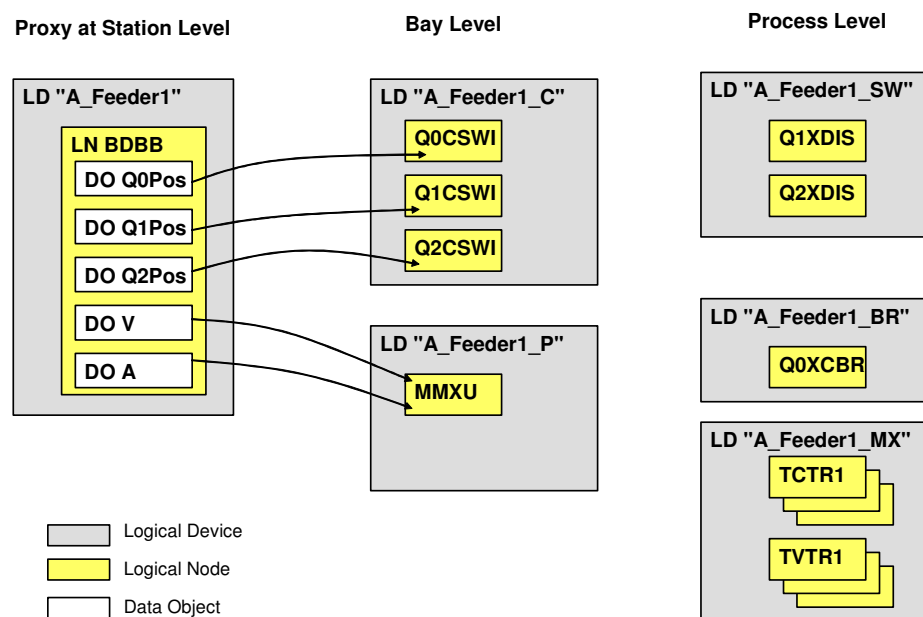 Proxy at Station Level
Bay Level
Process Level
LD "A_Feeder1"
LN BDBB
DO Q0Pos
DO Q1Pos
DO Q2Pos
DO V
DO A
LD "A_Feeder1_C"
Q0CSWI
Q1CSWI
Q2CSWI
LD "A_Feeder1_P"
MMXU
LD "A_Feeder1_SW"
Q1XDIS
Q2XDIS
LD "A_Feeder1_BR"
Q0XCBR
LD "A_Feeder1_MX"
TCTR1
TVTR1
Logical Device
Logical Node
Data Object